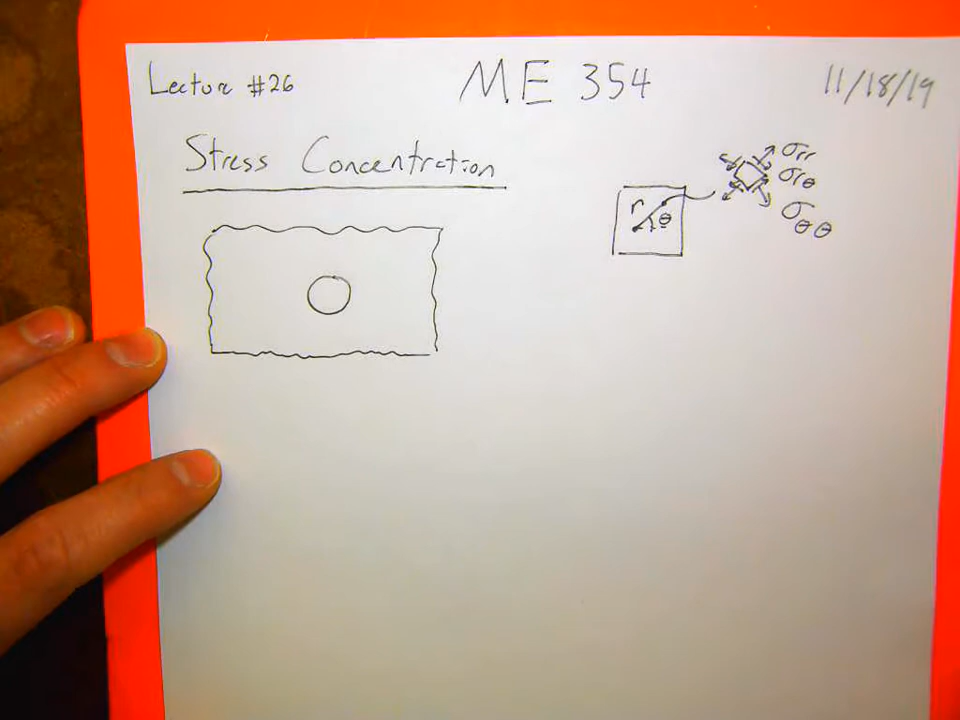 Lecture #26
ME 354
11/18/19
Stress Concentration
σrr
σrθ
σθθ
r
θ